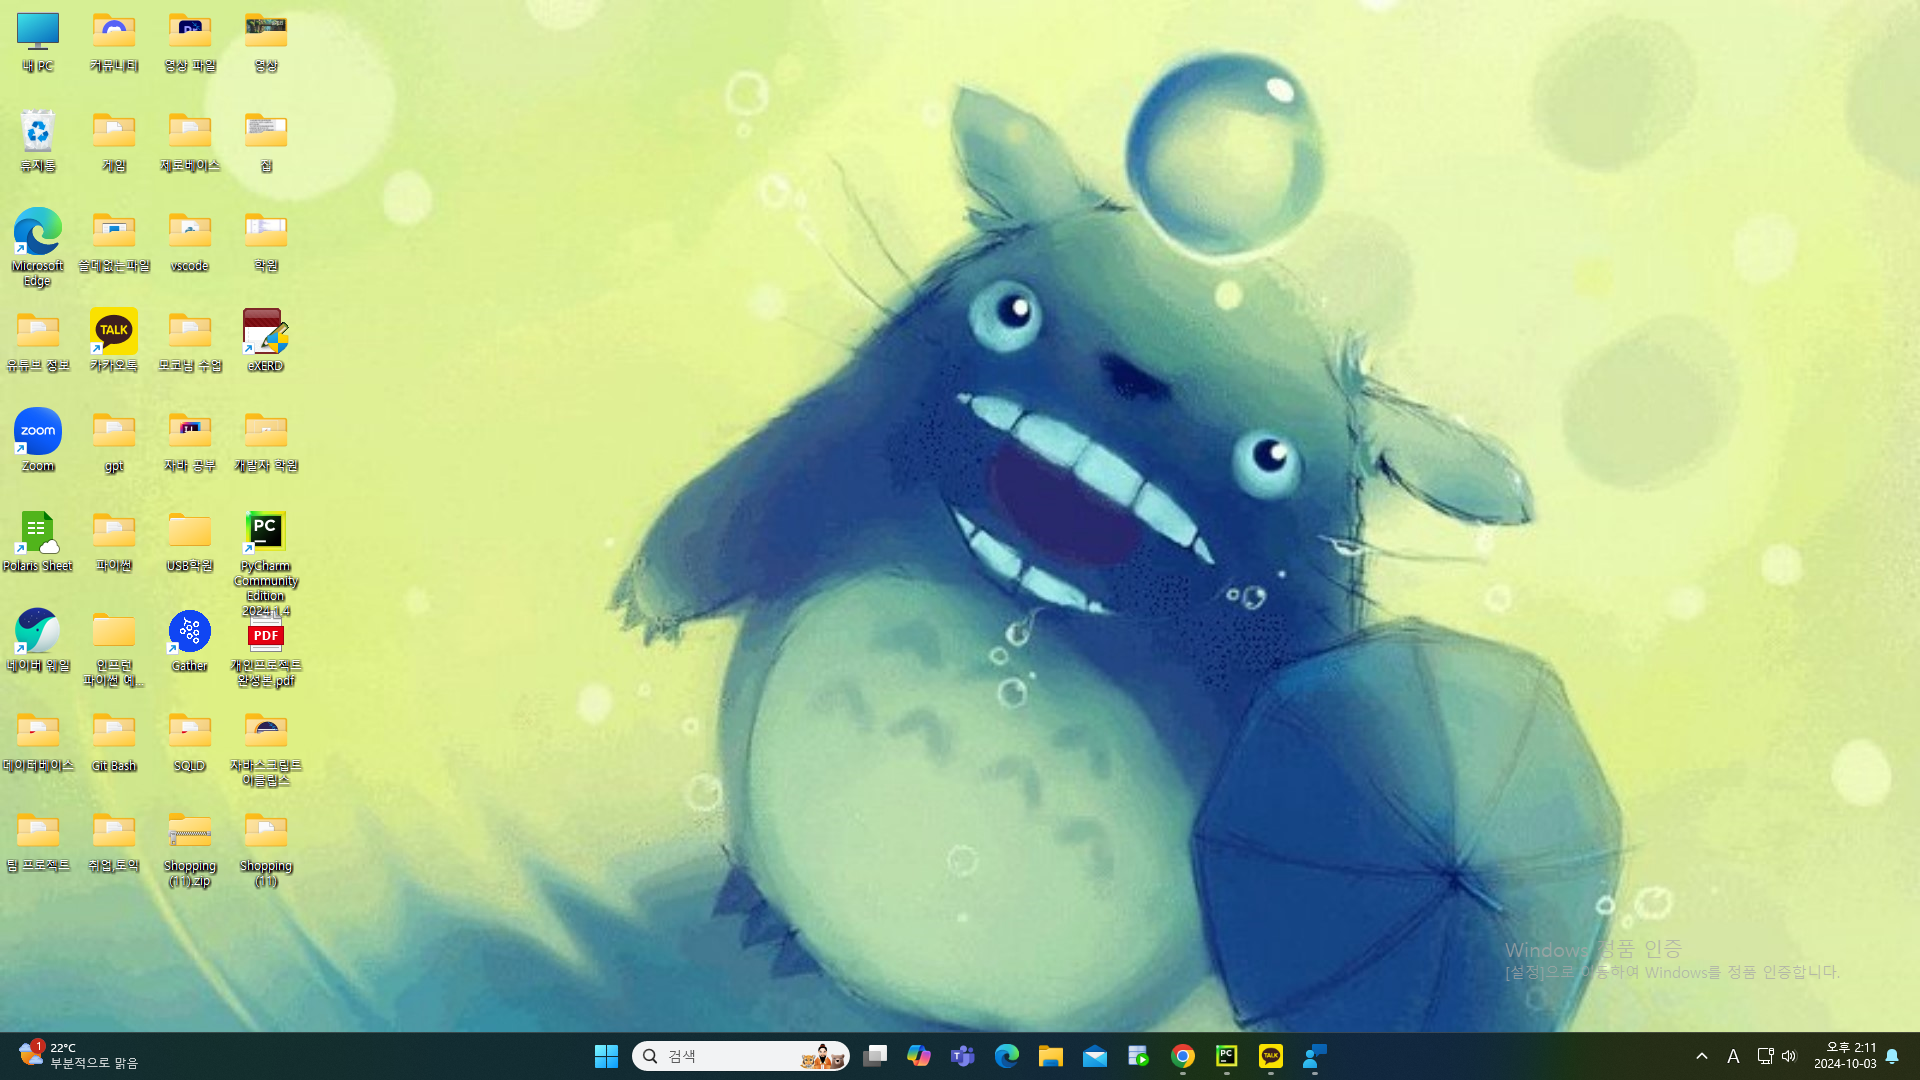 내 PC
커뮤니티
영상 파일
영상
휴지통
게임
제로베이스
집
Microsoft
Edge
쓸데없는파일
vscode
학원
유튜브 정보
TALK
카카오톡
모코닝 수업
eXERD
zoom
Zoom
gpt
자바 공부
개발자 학원
Polaris Sheet
파이썬
USB학원
PC
PyCharm
Community
Edition
2024.1.4
네이버 웨일
인프런
파이썬 예...
Gather
PDF
개인프로젝트
완성본.pdf
데이터베이스
Git Bash
SQLD
자바스크립트
이클립스
팀 프로젝트
취업,토익
Shopping
(11).zip
Shopping
(11)
Windows 정품 인증
[설정]으로 이동하여 Windows를 정품 인증합니다.
1
22°C
부분적으로 맑음
검색
PC
TALK
A
오후 2:11
2024-10-03